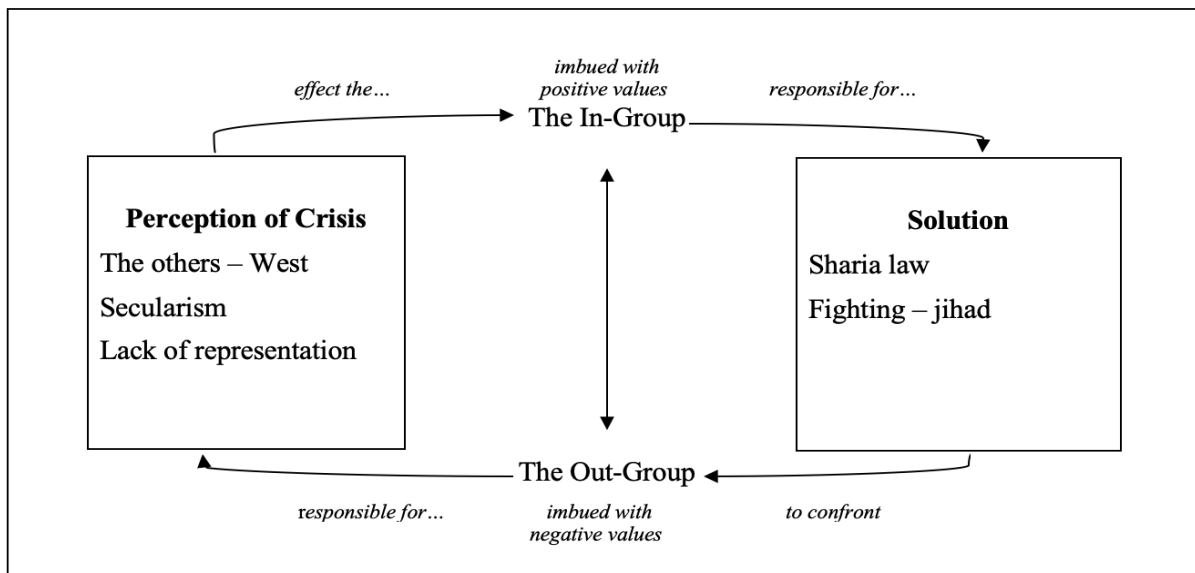 effect the…
imbued with
positive values
responsible for…
The In-Group
Perception of Crisis
The others – West
Secularism
Lack of representation
Solution
Sharia law
Fighting – jihad
The Out-Group
responsible for…
imbued with
negative values
to confront